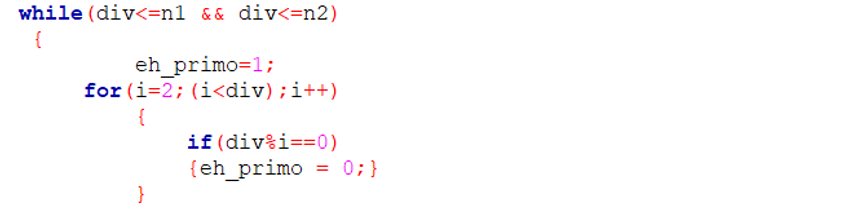 while(div<=n1 && div<=n2)
{
eh_primo=1;
for(i=2;(i<div);i++)
{
if(div%i==0)
{eh_primo = 0;}
}